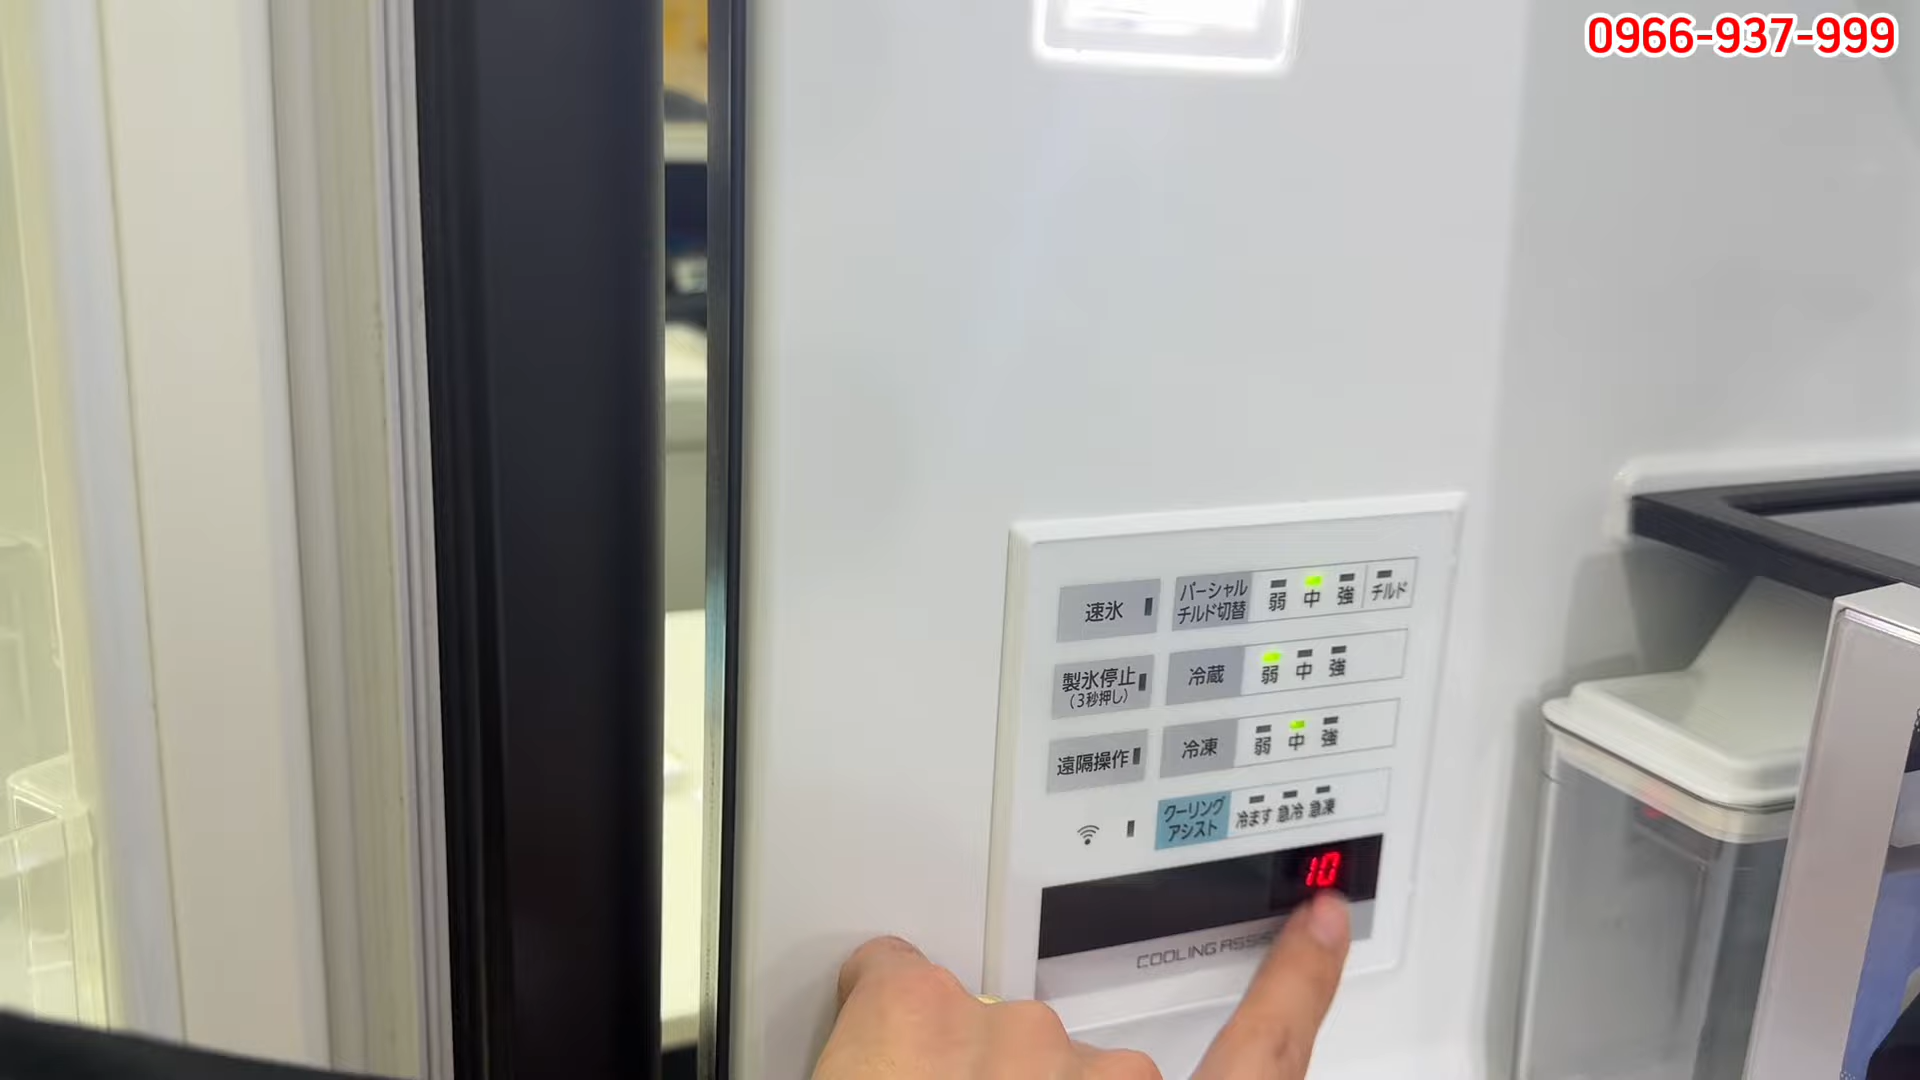 0966-937-999
速氷
パーシャル
チルド切替
弱 中 強 チルド
製氷停止
(3秒押し)
冷蔵
弱 中 強
遠隔操作
冷凍
弱 中 強
クーリング
アシスト
冷ます 急冷 急凍
10
COOLING ASSIS